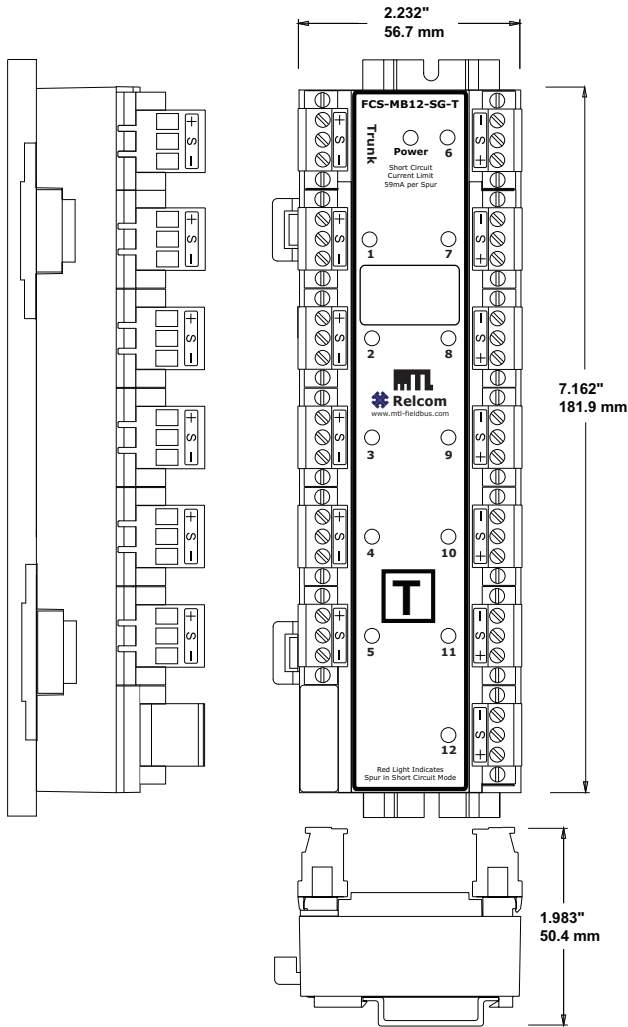 2.232"
56.7 mm
FCS-MB12-SG-T
Trunk
Power
6
Short Circuit
Current Limit
59mA per Spur
1
7
2
8
MTL
Relcom
www.mtl-fieldbus.com
3
9
4
10
T
5
11
12
Red Light Indicates
Spur in Short Circuit Mode
+ S -
+ S -
+ S -
+ S -
+ S -
+ S -
+ S -
+ S -
+ S -
+ S -
+ S -
+ S -
- S +
- S +
- S +
- S +
- S +
- S +
- S +
7.162"
181.9 mm
1.983"
50.4 mm